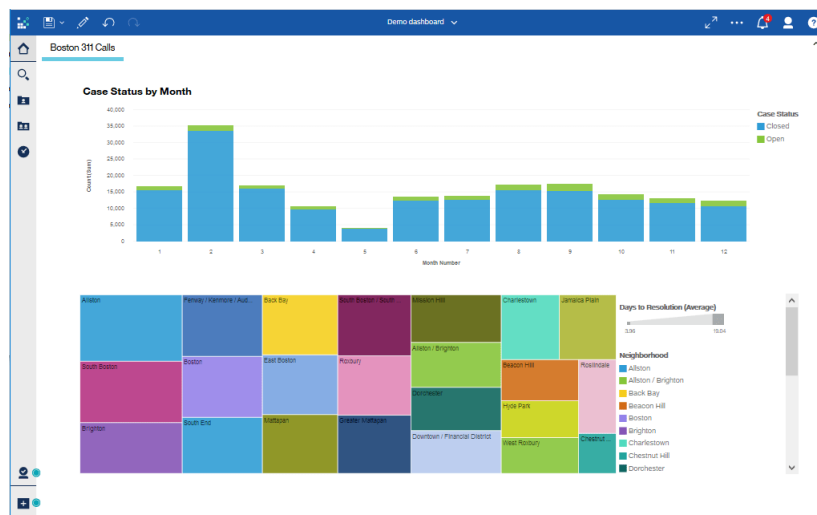 Demo dashboard
4
?
Boston 311 Calls
Case Status by Month
40,000
35,000
30,000
25,000
20,000
15,000
10,000
5,000
0
Count (Sum)
1 2 3 4 5 6 7 8 9 10 11 12
Month Number
Case Status
Closed
Open
Allston
Fenway / Kenmore / Aud...
Back Bay
South Boston / South ...
Mission Hill
Charlestown
Jamaica Plain
Allston / Brighton
South Boston
Boston
East Boston
Roxbury
Beacon Hill
Roslindale
Dorchester
Hyde Park
Brighton
South End
Mattapan
Greater Mattapan
Downtown / Financial District
West Roxbury
Chestnut ...
Days to Resolution (Average)
Neighborhood
Allston
Allston / Brighton
Back Bay
Beacon Hill
Boston
Brighton
Charlestown
Chestnut Hill
Dorchester